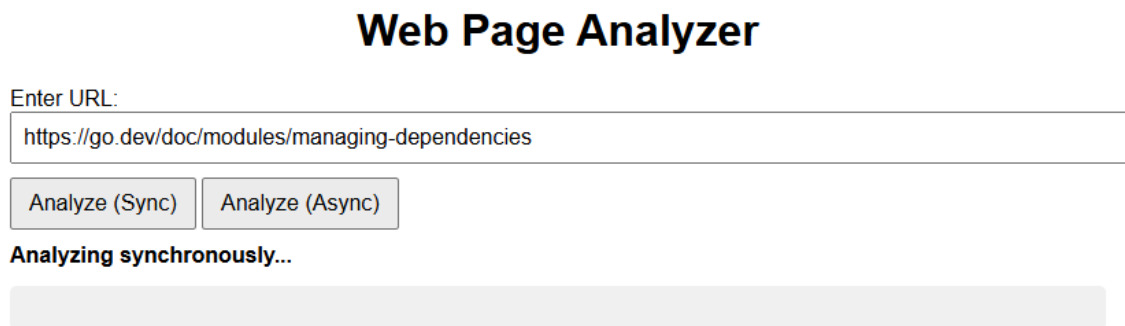 Web Page Analyzer
Enter URL:
https://go.dev/doc/modules/managing-dependencies
Analyze (Sync) Analyze (Async)
Analyzing synchronously...